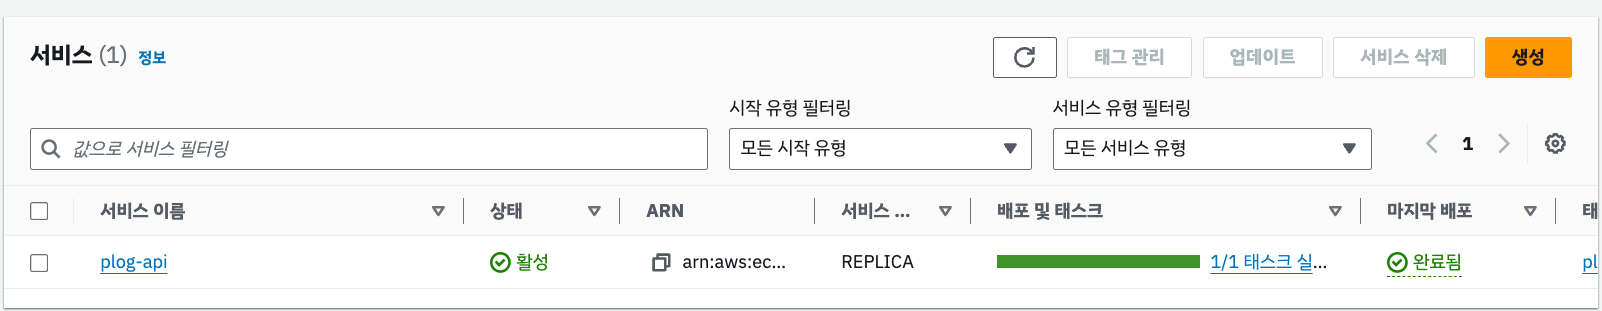 서비스 (1) 정보
태그 관리
업데이트
서비스 삭제
생성
시작 유형 필터링
서비스 유형 필터링
값으로 서비스 필터링
모든 시작 유형
모든 서비스 유형
1
서비스 이름 상태 ARN 서비스 ... 배포 및 태스크 마지막 배포 태
plog-api 활성 arn:aws:ec... REPLICA 1/1 태스크 실... 완료됨 pl